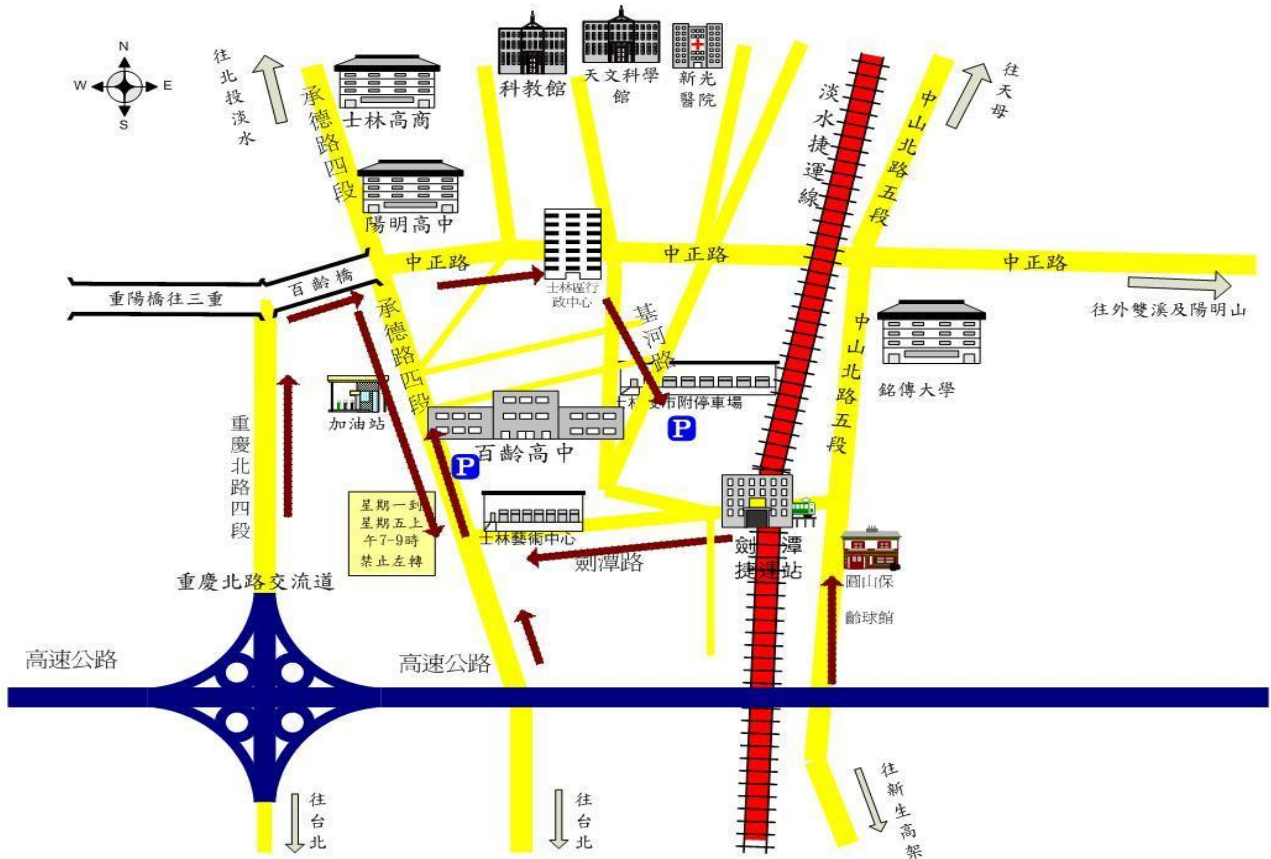 N
W
E
S
往北投淡水
承德路四段
士林高商
科教館
天文科學
館
新光
醫院
淡水捷運線
中山北路五段
往天母
陽明高中
中正路
中正路
中正路
百齡橋
重陽橋往三重
士林區行
政中心
往外雙溪及陽明山
基河路
承德路四段
中山北路五段
銘傳大學
加油站
士林夜市附停車場
P
重慶北路四段
百齡高中
P
星期一到
星期五上
午7-9時
禁止左轉
士林藝術中心
劍潭路
劍潭
捷運站
圓山保
齡球館
重慶北路交流道
高速公路
高速公路
往台北
往台北
往新生高架